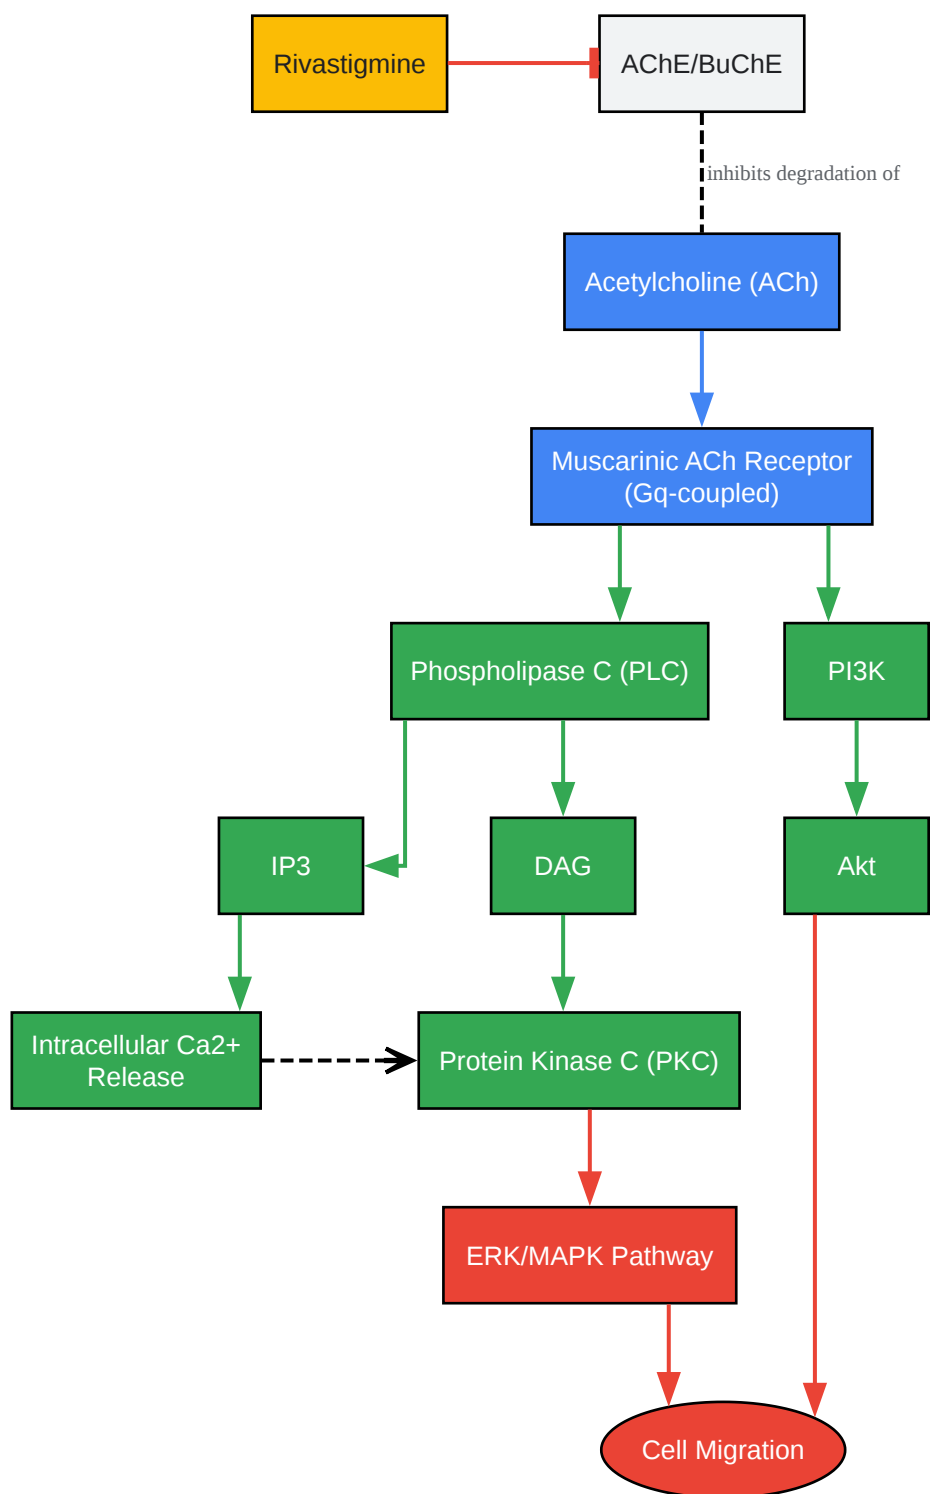 Rivastigmine
AChE/BuChE
inhibits degradation of
Acetylcholine (ACh)
Muscarinic ACh Receptor
(Gq-coupled)
Phospholipase C (PLC)
PI3K
IP3
DAG
Akt
Intracellular Ca2+
Release
Protein Kinase C (PKC)
ERK/MAPK Pathway
Cell Migration